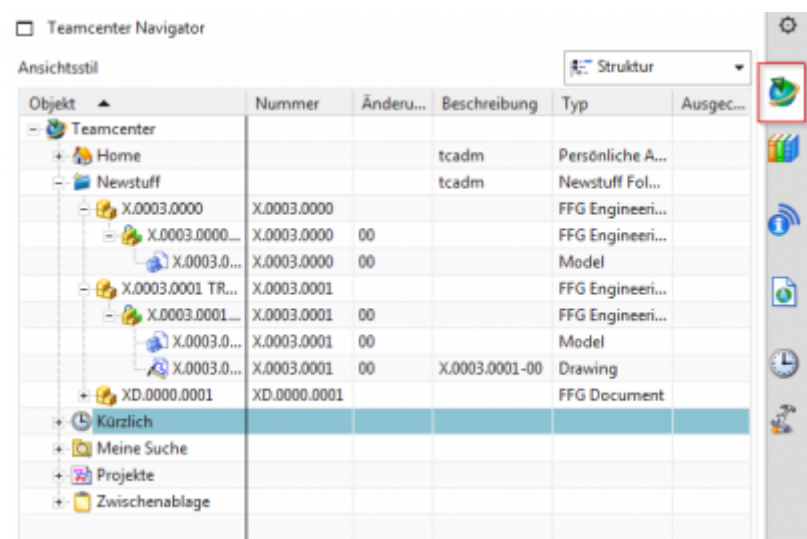 Teamcenter Navigator
Ansichtsstil Struktur
Objekt Nummer Änderu... Beschreibung Typ Ausgec...
Teamcenter
Home tcadm Persönliche A...
Newstuff tcadm Newstuff Fol...
X.0003.0000 X.0003.0000 FFG Engineeri...
X.0003.0000... X.0003.0000 00 FFG Engineeri...
X.0003.0... X.0003.0000 00 Model
X.0003.0001 TR... X.0003.0001 FFG Engineeri...
X.0003.0001... X.0003.0001 00 FFG Engineeri...
X.0003.0... X.0003.0001 00 Model
X.0003.0... X.0003.0001 00 X.0003.0001-00 Drawing
XD.0000.0001 XD.0000.0001 FFG Document
Kürzlich
Meine Suche
Projekte
Zwischenablage